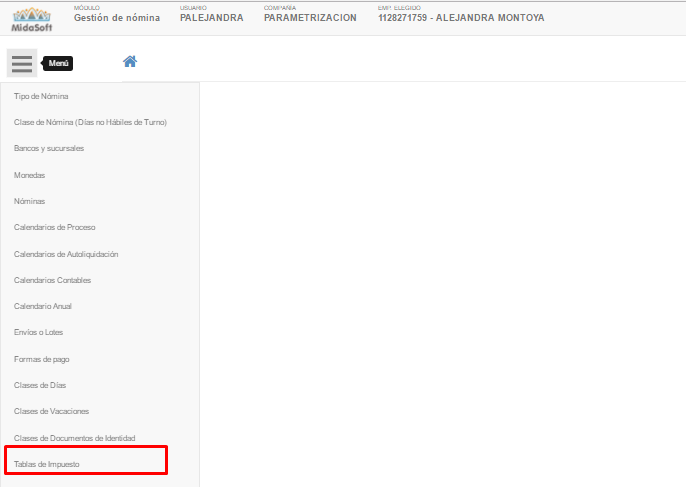 MÓDULO USUARIO COMPAÑÍA EMP. ELEGIDO
MidaSoft Gestión de nómina PALEJANDRA PARAMETRIZACION 1128271759 - ALEJANDRA MONTOYA
Menú
Tipo de Nómina
Clase de Nómina (Días no Hábiles de Turno)
Bancos y sucursales
Monedas
Nóminas
Calendarios de Proceso
Calendarios de Autoliquidación
Calendarios Contables
Calendario Anual
Envíos o Lotes
Formas de pago
Clases de Días
Clases de Vacaciones
Clases de Documentos de Identidad
Tablas de Impuesto